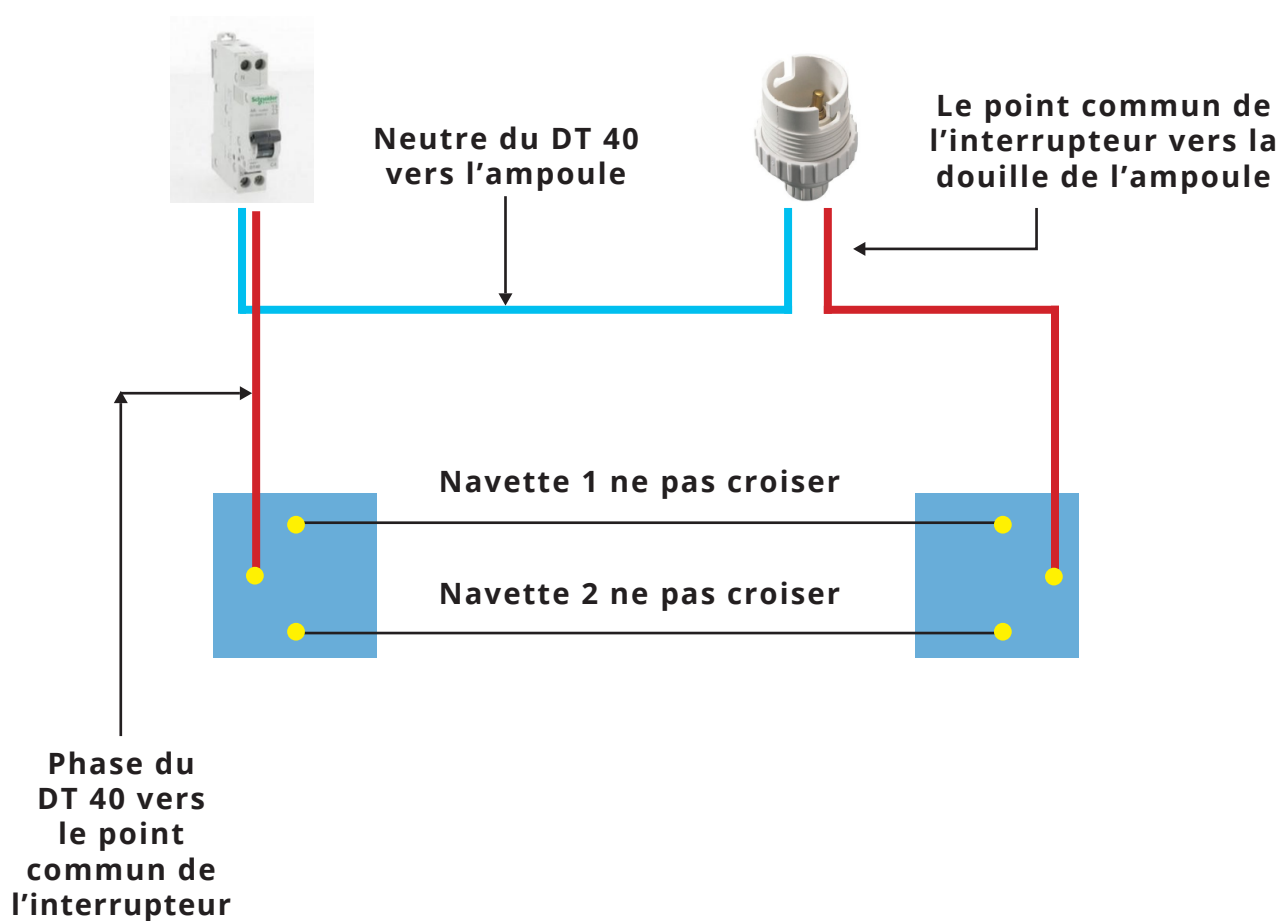 Schneider
Neutre du DT 40
vers l’ampoule
Le point commun de
l’interrupteur vers la
douille de l’ampoule
Navette 1 ne pas croiser
Navette 2 ne pas croiser
Phase du
DT 40 vers
le point
commun de
l’interrupteur